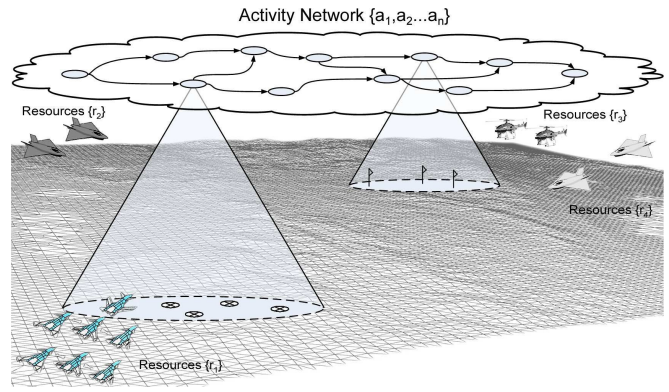 Activity Network {a₁,a₂...aₙ}
Resources {r₂}
Resources {r₃}
Resources {r₄}
Resources {r₁}